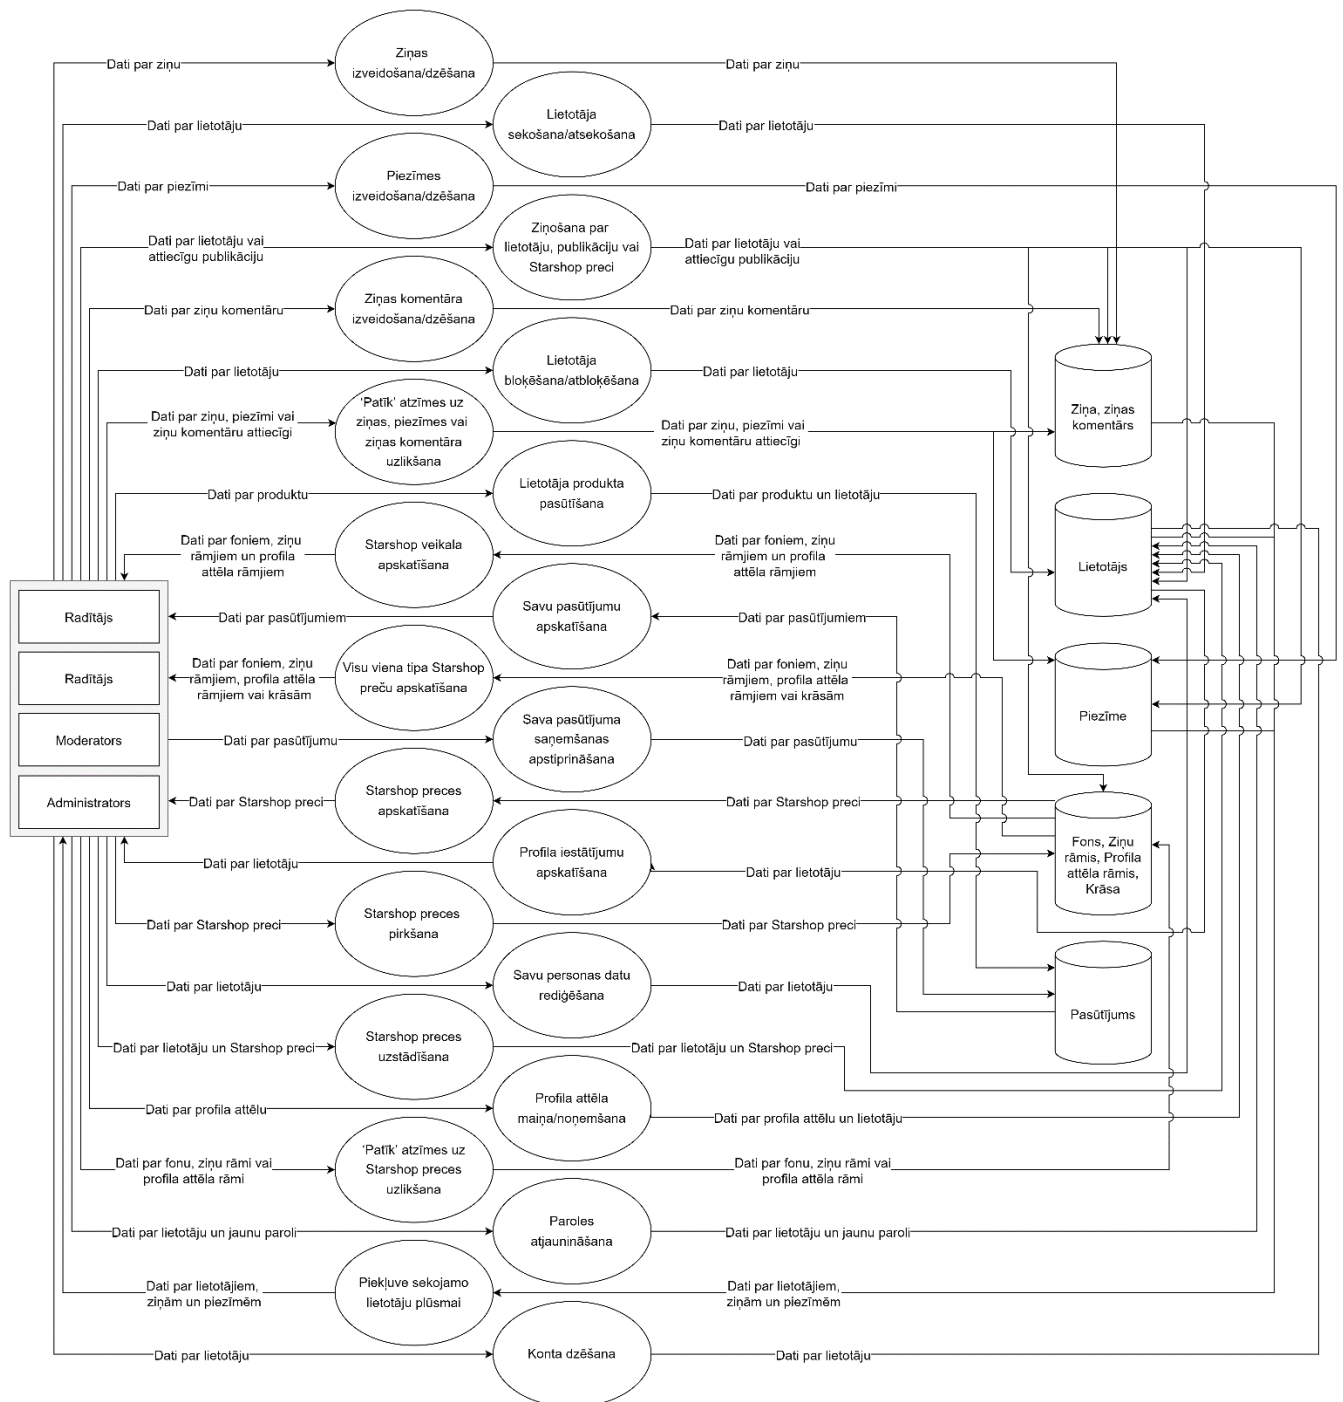 Ziņas
izveidošana/dzēšana
Dati par ziņu
Dati par ziņu
Lietotāja
sekošana/atsekošana
Dati par lietotāju
Dati par lietotāju
Piezīmes
izveidošana/dzēšana
Dati par piezīmi
Dati par piezīmi
Ziņošana par
lietotāju, publikāciju vai
Starshop preci
Dati par lietotāju vai
attiecīgu publikāciju
Dati par lietotāju vai
attiecīgu publikāciju
Ziņas komentāra
izveidošana/dzēšana
Dati par ziņu komentāru
Dati par ziņu komentāru
Lietotāja
bloķēšana/atbloķēšana
Dati par lietotāju
Dati par lietotāju
'Patīk' atzīmes uz
ziņas, piezīmes vai
ziņas komentāra
uzlikšana
Dati par ziņu, piezīmi vai
ziņu komentāru attiecīgi
Dati par ziņu, piezīmi vai
ziņu komentāru attiecīgi
Ziņa, ziņas
komentārs
Lietotāja produkta
pasūtīšana
Dati par produktu
Dati par produktu un lietotāju
Starshop veikala
apskatīšana
Dati par foniem, ziņu
rāmjiem un profila
attēla rāmjiem
Dati par foniem, ziņu
rāmjiem un profila
attēla rāmjiem
Lietotājs
Radītājs
Savu pasūtījumu
apskatīšana
Dati par pasūtījumiem
Dati par pasūtījumiem
Radītājs
Visu viena tipa Starshop
preču apskatīšana
Dati par foniem, ziņu
rāmjiem, profila attēla
rāmjiem vai krāsām
Dati par foniem, ziņu
rāmjiem, profila attēla
rāmjiem vai krāsām
Piezīme
Moderators
Sava pasūtījuma
saņemšanas
apstiprināšana
Dati par pasūtījumu
Dati par pasūtījumu
Administrators
Starshop preces
apskatīšana
Dati par Starshop preci
Dati par Starshop preci
Fons, Ziņu
rāmis, Profila
attēla rāmis,
Krāsa
Profila iestātījumu
apskatīšana
Dati par lietotāju
Dati par lietotāju
Starshop preces
pirkšana
Dati par Starshop preci
Dati par Starshop preci
Savu personas datu
rediģēšana
Dati par lietotāju
Dati par lietotāju
Pasūtījums
Starshop preces
uzstādīšana
Dati par lietotāju un Starshop preci
Dati par lietotāju un Starshop preci
Profila attēla
maiņa/noņemšana
Dati par profila attēlu
Dati par profila attēlu un lietotāju
'Patīk' atzīmes uz
Starshop preces
uzlikšana
Dati par fonu, ziņu rāmi vai
profila attēla rāmi
Dati par fonu, ziņu rāmi vai
profila attēla rāmi
Paroles
atjaunināšana
Dati par lietotāju un jaunu paroli
Dati par lietotāju un jaunu paroli
Piekļuve sekojamo
lietotāju plūsmai
Dati par lietotājiem,
ziņām un piezīmēm
Dati par lietotājiem,
ziņām un piezīmēm
Konta dzēšana
Dati par lietotāju
Dati par lietotāju